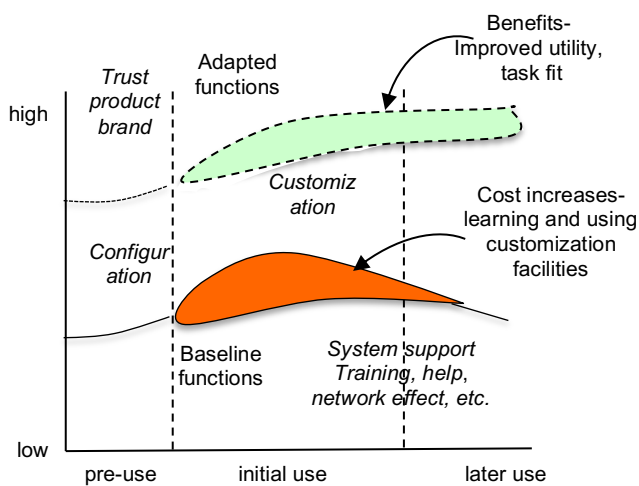 Benefits-
Improved utility,
task fit
Adapted
functions
Trust
product
brand
high
Customiz
ation
Cost increases-
learning and using
customization
facilities
Configur
ation
Baseline
functions
System support
Training, help,
network effect, etc.
low
pre-use
initial use
later use